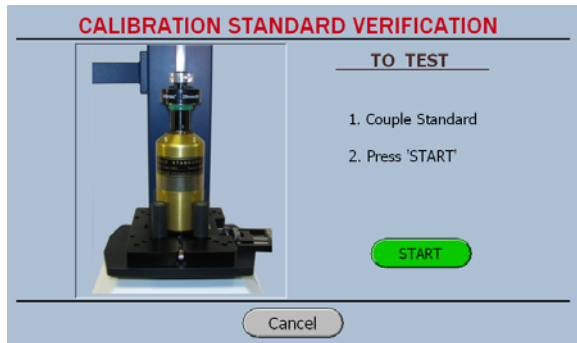 CALIBRATION STANDARD VERIFICATION
TO TEST
1. Couple Standard
2. Press 'START'
START
Cancel